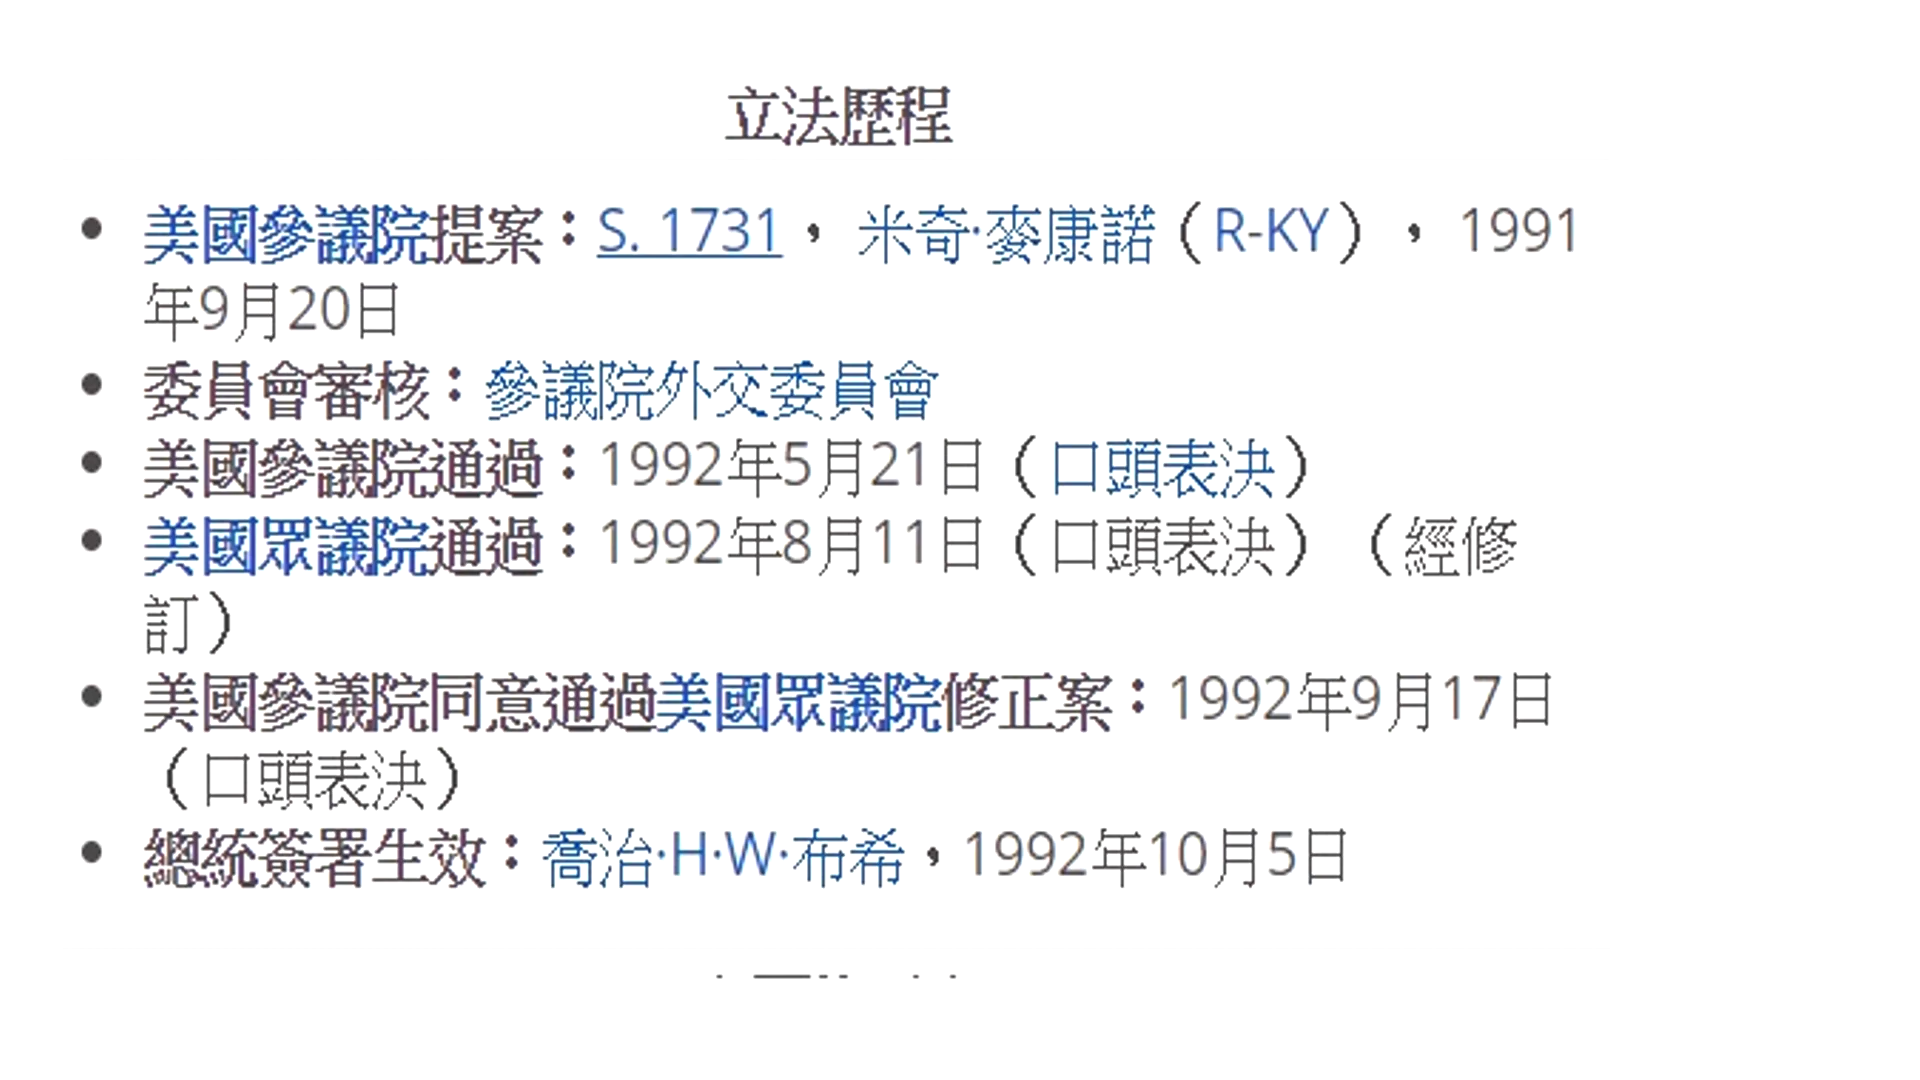 立法歷程
美國參議院提案：S. 1731，米奇·麥康諾（R-KY），1991
年9月20日
委員會審核：參議院外交委員會
美國參議院通過：1992年5月21日（口頭表決）
美國眾議院通過：1992年8月11日（口頭表決）（經修
訂）
美國參議院同意通過美國眾議院修正案：1992年9月17日
（口頭表決）
總統簽署生效：喬治·H·W·布希，1992年10月5日